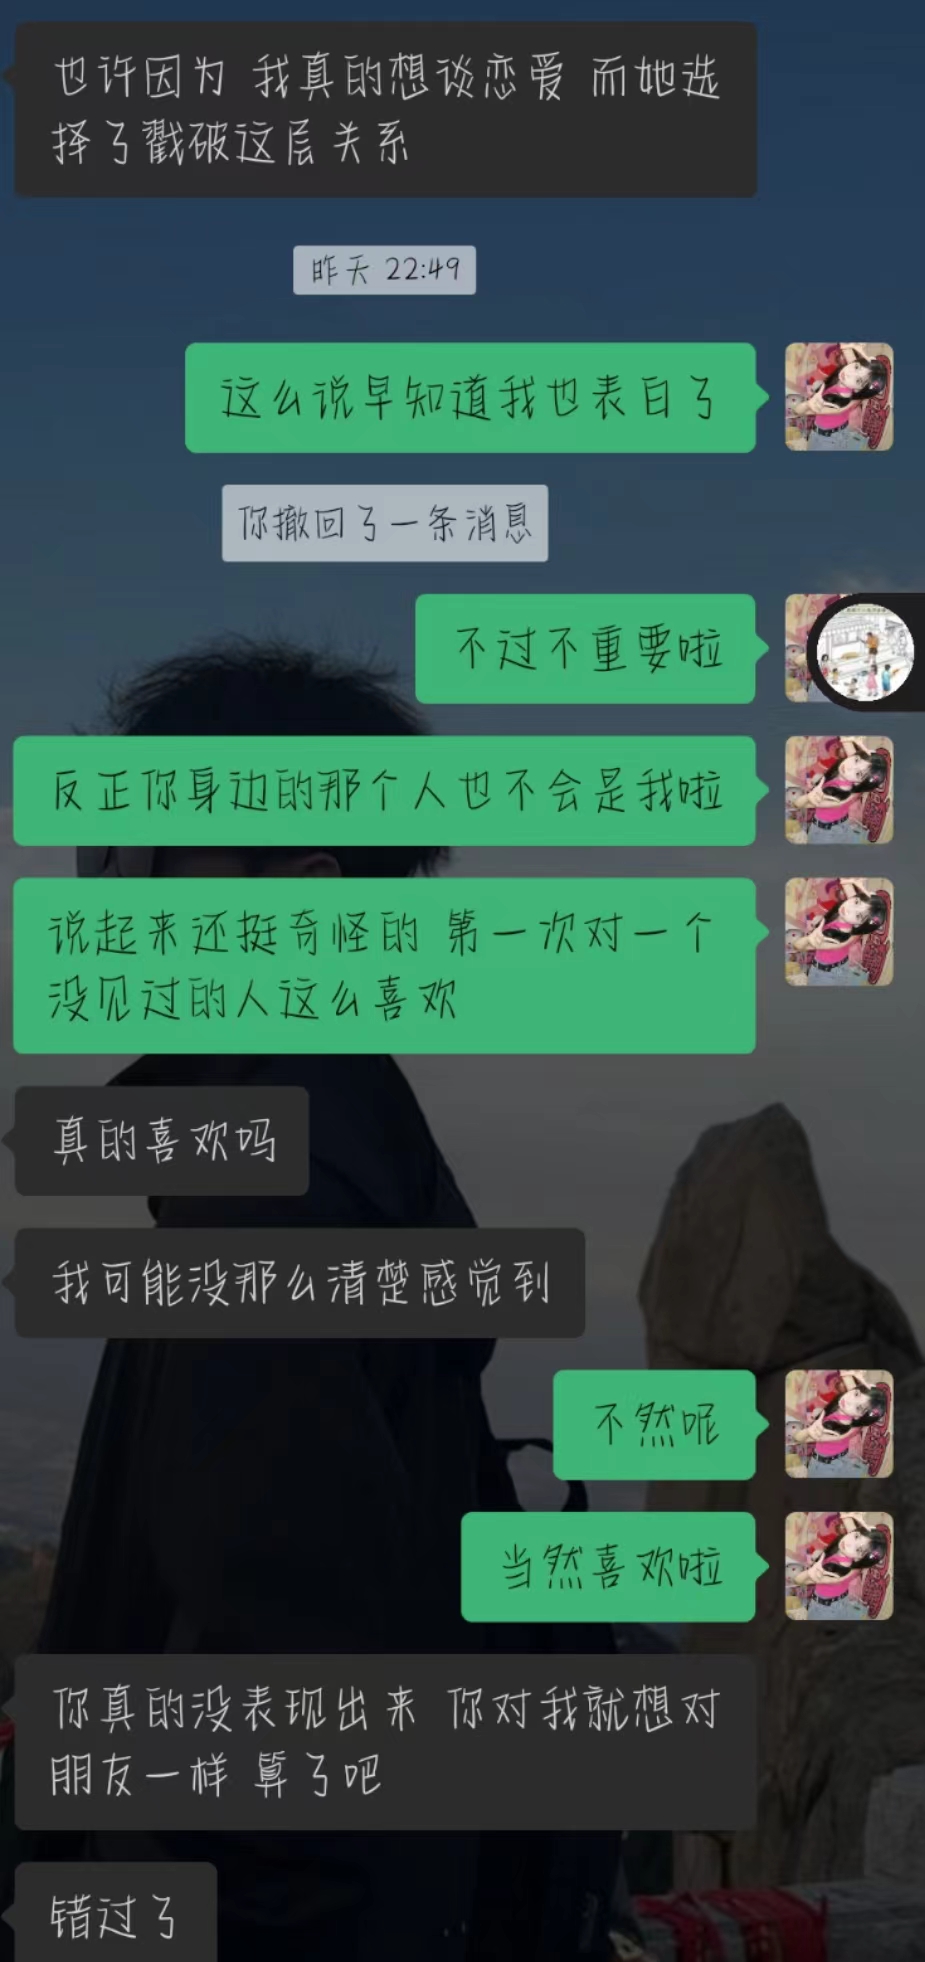 也许因为 我真的想谈恋爱 而她选
择了戳破这层关系
昨天 22:49
这么说早知道我也表白了
你撤回了一条消息
不过不重要啦
反正你身边的那个人也不会是我啦
说起来还挺奇怪的 第一次对一个
没见过的人这么喜欢
真的喜欢吗
我可能没那么清楚感觉到
不然呢
当然喜欢啦
你真的没表现出来 你对我就想对
朋友一样 算了吧
错过了